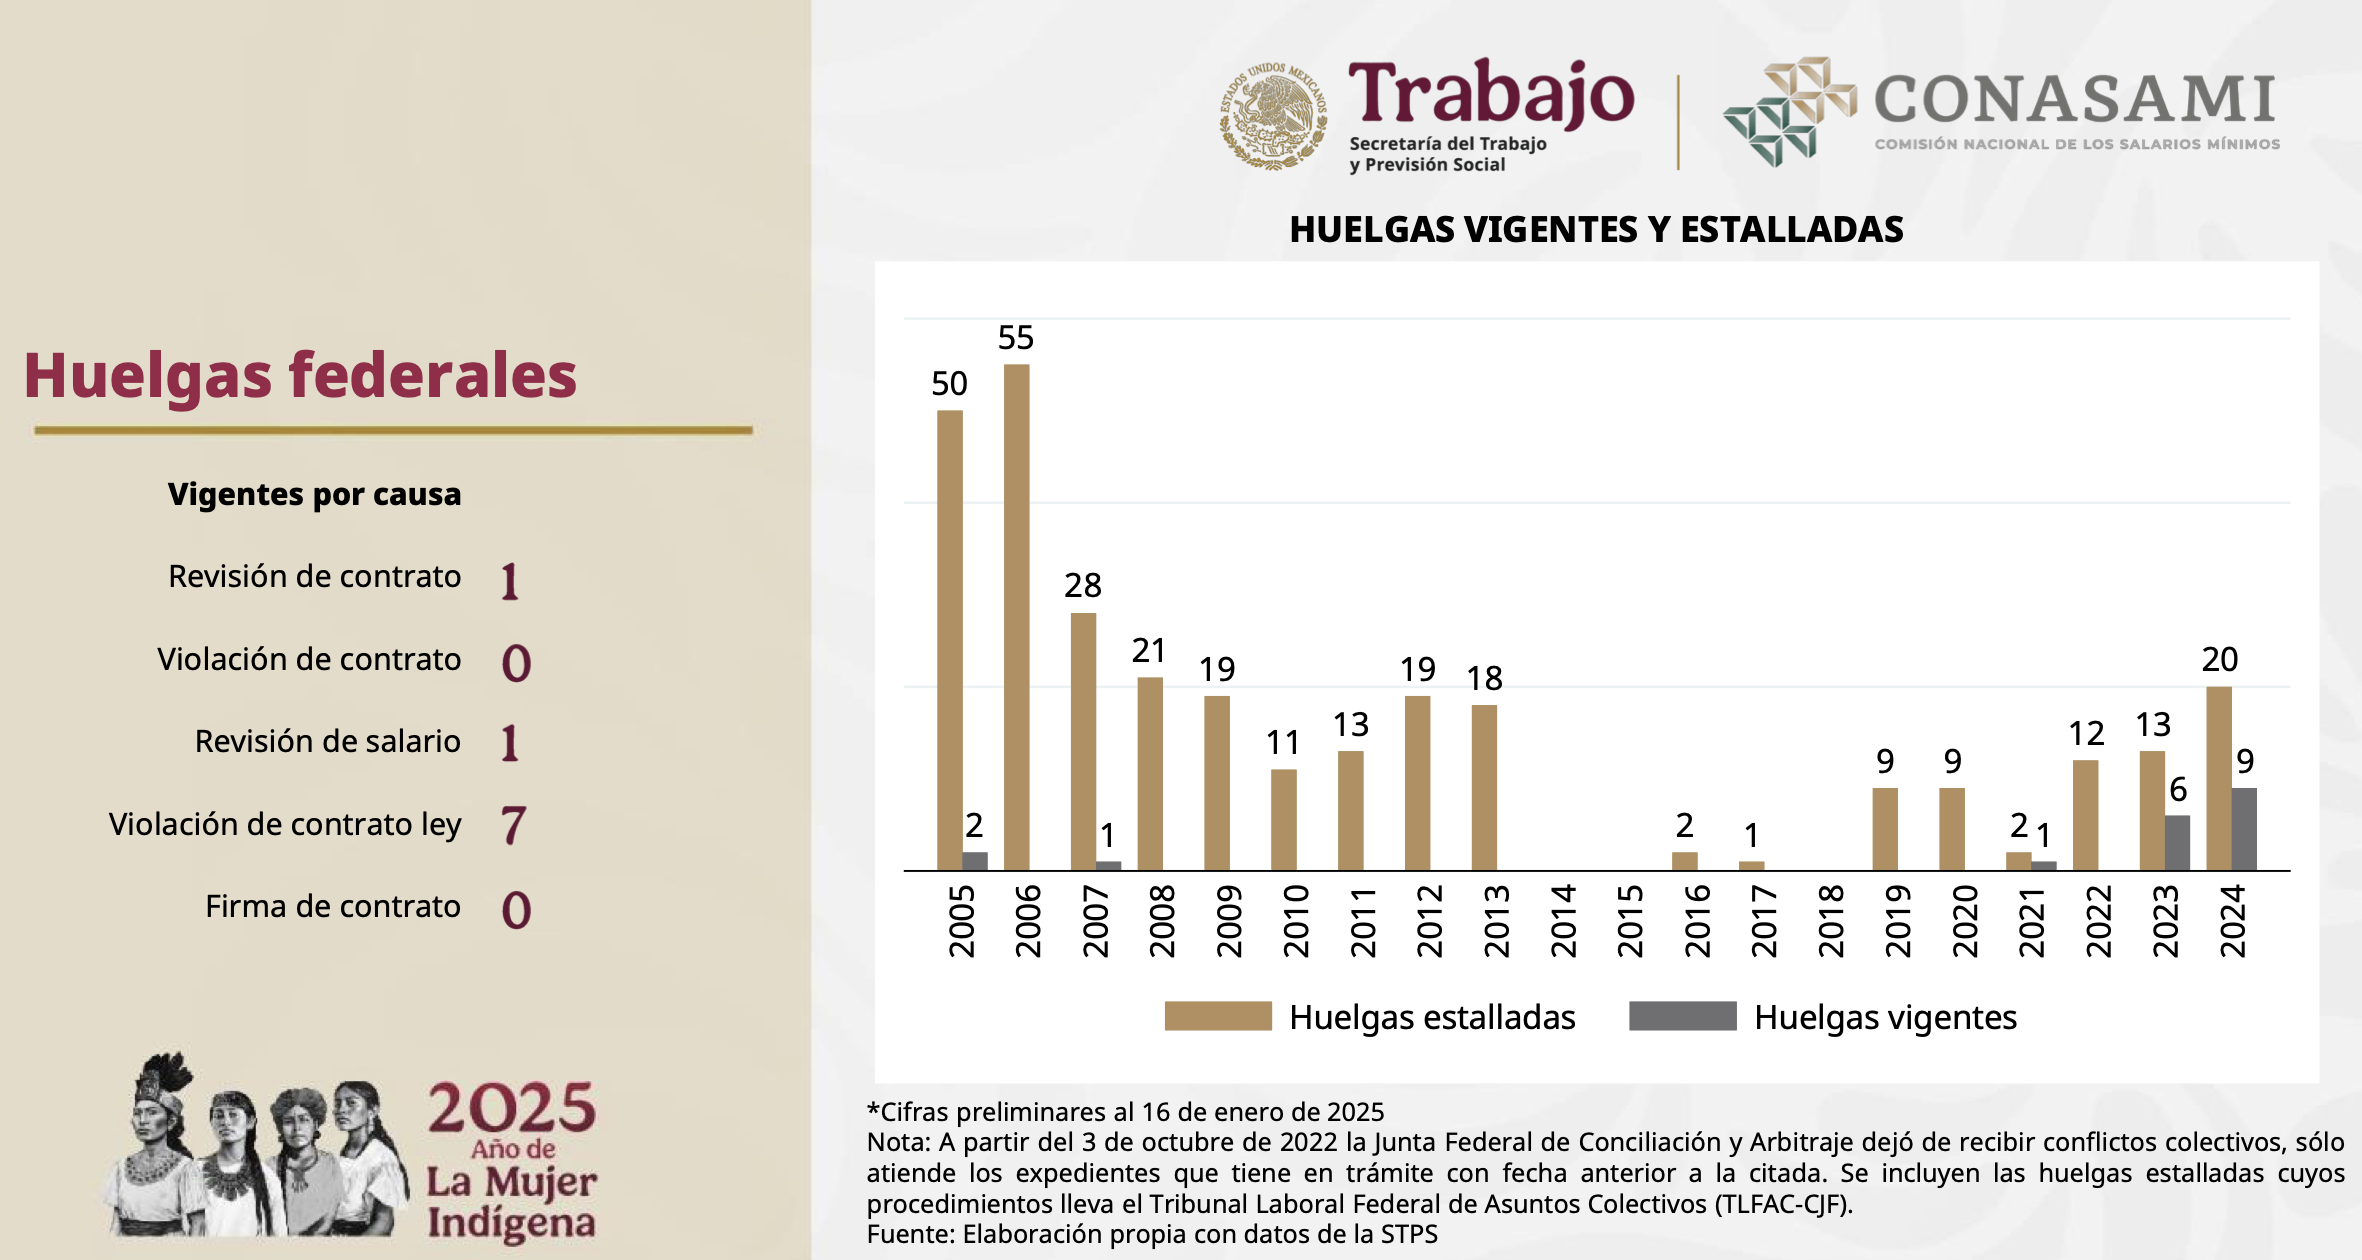 Huelgas federales
Vigentes por causa
Revisión de contrato 1
Violación de contrato 0
Revisión de salario 1
Violación de contrato ley 7
Firma de contrato 0
2025
Año de
La Mujer
Indígena
ESTADOS UNIDOS MEXICANOS
Trabajo
Secretaría del Trabajo
y Previsión Social
CONASAMI
COMISIÓN NACIONAL DE LOS SALARIOS MÍNIMOS
HUELGAS VIGENTES Y ESTALLADAS
50
2
55
28
1
21
19
11
13
19
18
2
1
9
9
2
1
12
13
6
20
9
2005
2006
2007
2008
2009
2010
2011
2012
2013
2014
2015
2016
2017
2018
2019
2020
2021
2022
2023
2024
Huelgas estalladas
Huelgas vigentes
*Cifras preliminares al 16 de enero de 2025
Nota: A partir del 3 de octubre de 2022 la Junta Federal de Conciliación y Arbitraje dejó de recibir conflictos colectivos, sólo
atiende los expedientes que tiene en trámite con fecha anterior a la citada. Se incluyen las huelgas estalladas cuyos
procedimientos lleva el Tribunal Laboral Federal de Asuntos Colectivos (TLFAC-CJF).
Fuente: Elaboración propia con datos de la STPS